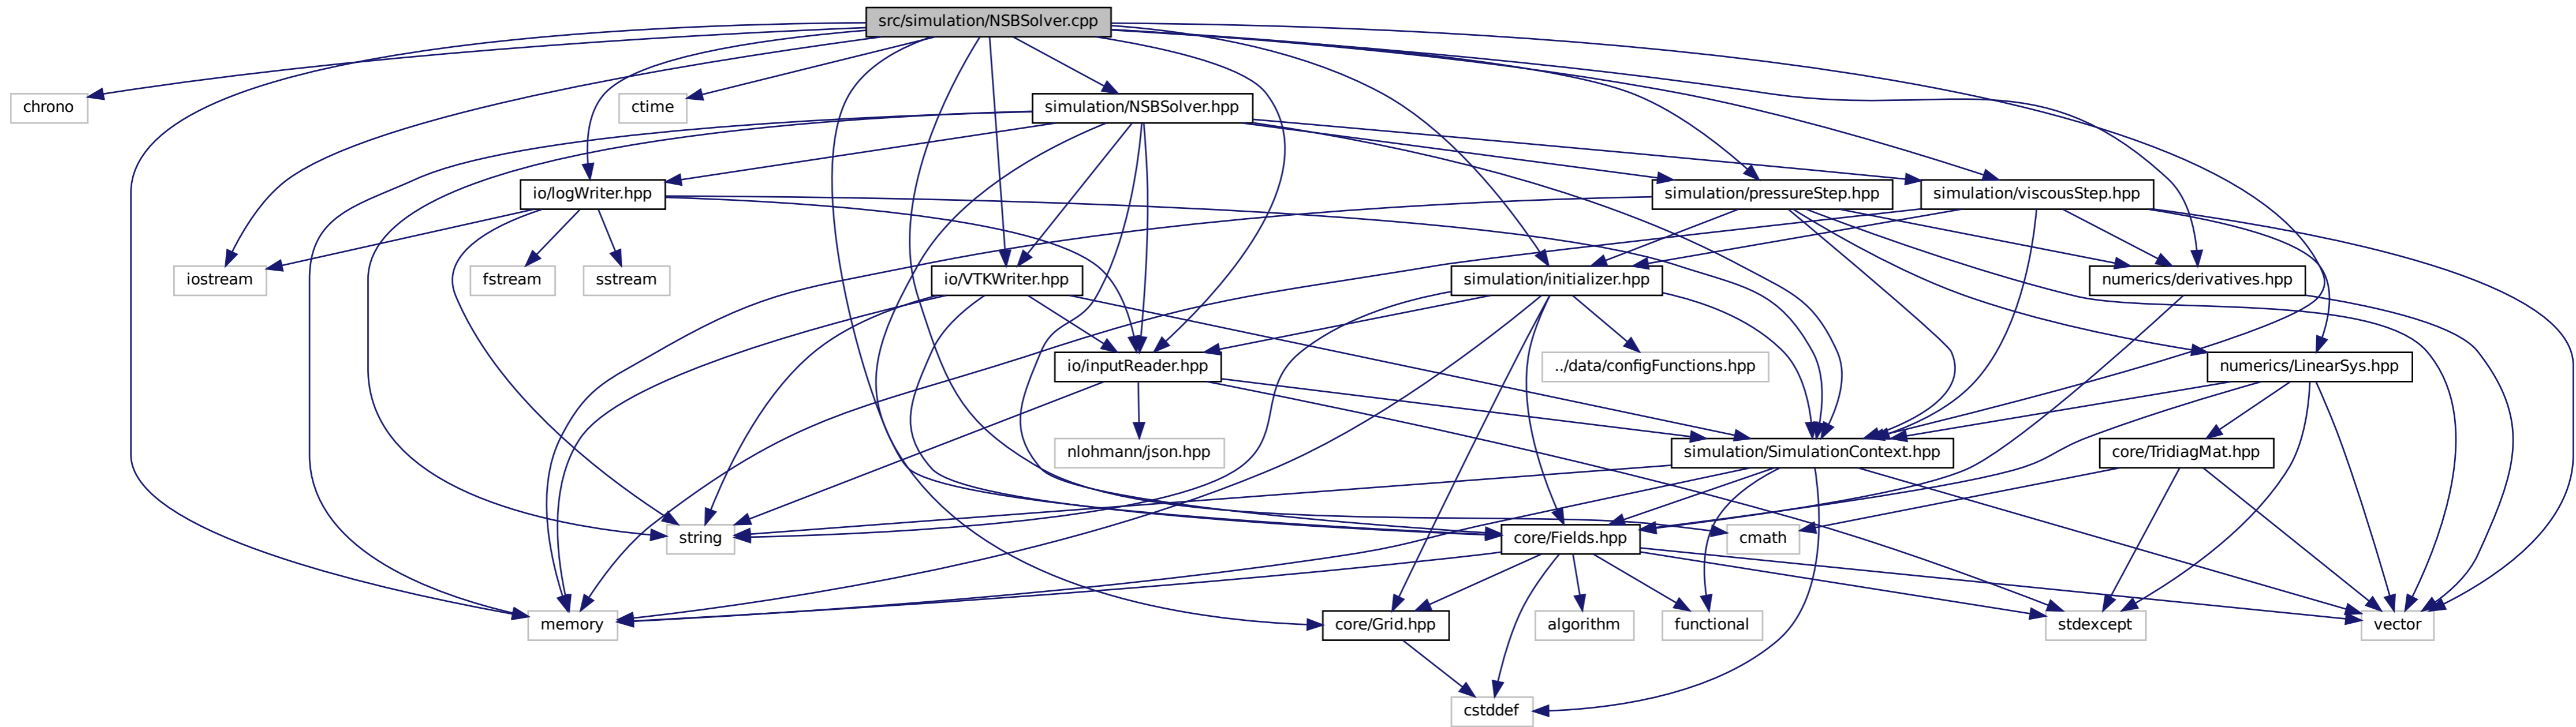 src/simulation/NSBSolver.cpp
chrono
ctime
simulation/NSBSolver.hpp
io/logWriter.hpp
simulation/pressureStep.hpp
simulation/viscousStep.hpp
iostream
fstream
sstream
io/VTKWriter.hpp
simulation/initializer.hpp
numerics/derivatives.hpp
io/inputReader.hpp
../data/configFunctions.hpp
numerics/LinearSys.hpp
nlohmann/json.hpp
simulation/SimulationContext.hpp
core/TridiagMat.hpp
string
core/Fields.hpp
cmath
memory
core/Grid.hpp
algorithm
functional
stdexcept
vector
cstddef